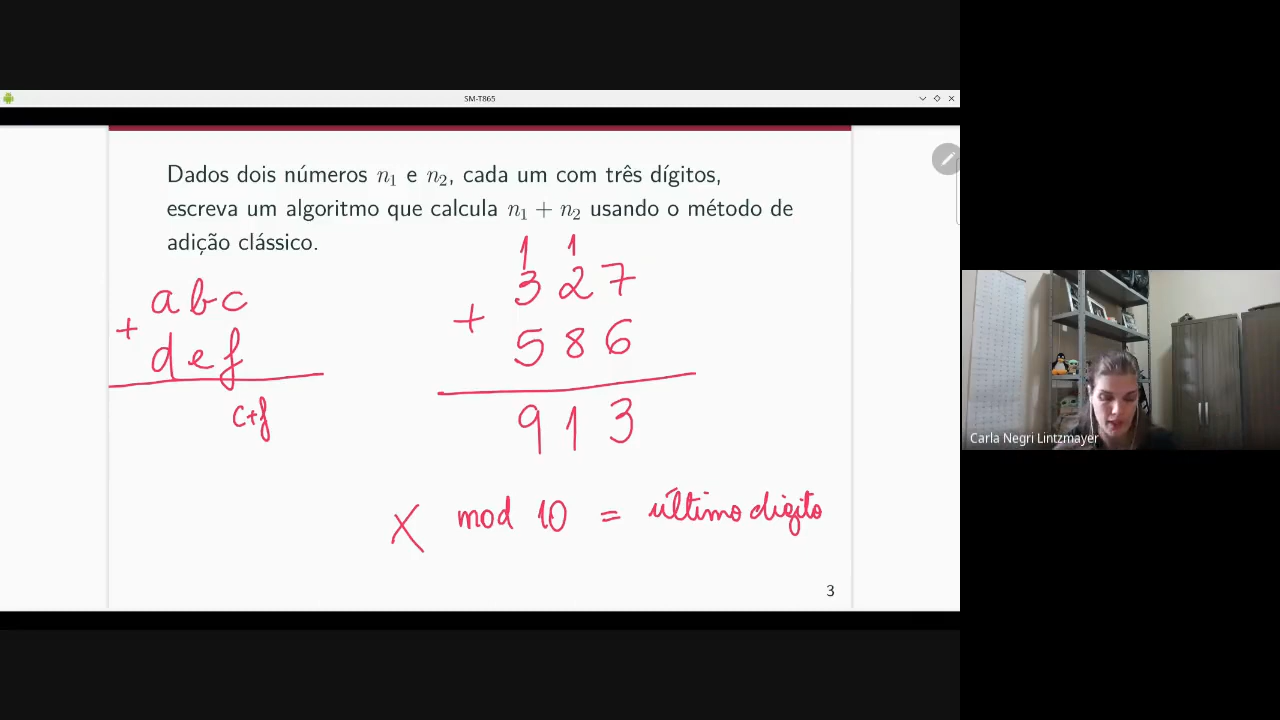 SM-T865
Dados dois números n₁ e n₂, cada um com três dígitos,
escreva um algoritmo que calcula n₁ + n₂ usando o método de
adição clássico.
1 1
3 2 7
+
5 8 6
9 1 3
a b c
+
d e f
c+f
X mod 10 = último dígito
3
Carla Negri Lintzmayer